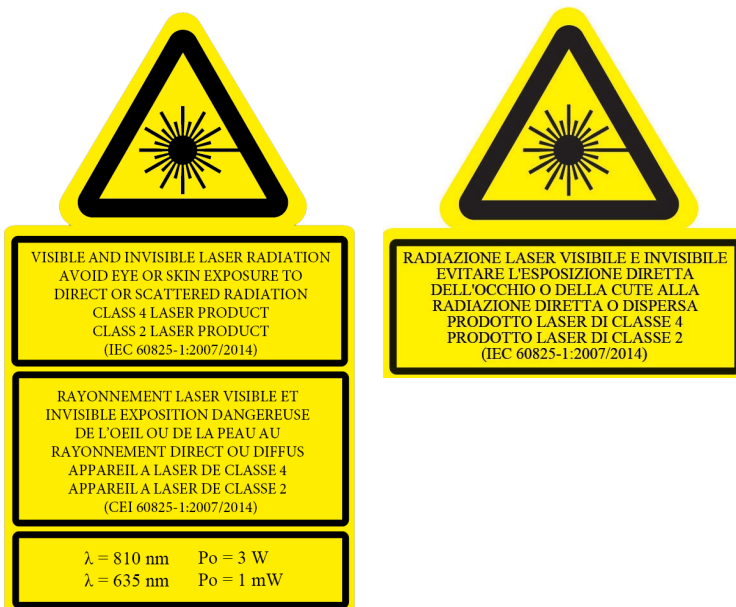 VISIBLE AND INVISIBLE LASER RADIATION
AVOID EYE OR SKIN EXPOSURE TO
DIRECT OR SCATTERED RADIATION
CLASS 4 LASER PRODUCT
CLASS 2 LASER PRODUCT
(IEC 60825-1:2007/2014)
RAYONNEMENT LASER VISIBLE ET
INVISIBLE EXPOSITION DANGEREUSE
DE L'OEIL OU DE LA PEAU AU
RAYONNEMENT DIRECT OU DIFFUS
APPAREIL A LASER DE CLASSE 4
APPAREIL A LASER DE CLASSE 2
(CEI 60825-1:2007/2014)
λ = 810 nm Po = 3 W
λ = 635 nm Po = 1 mW
RADIAZIONE LASER VISIBILE E INVISIBILE
EVITARE L'ESPOSIZIONE DIRETTA
DELL'OCCHIO O DELLA CUTE ALLA
RADIAZIONE DIRETTA O DISPERSA
PRODOTTO LASER DI CLASSE 4
PRODOTTO LASER DI CLASSE 2
(IEC 60825-1:2007/2014)